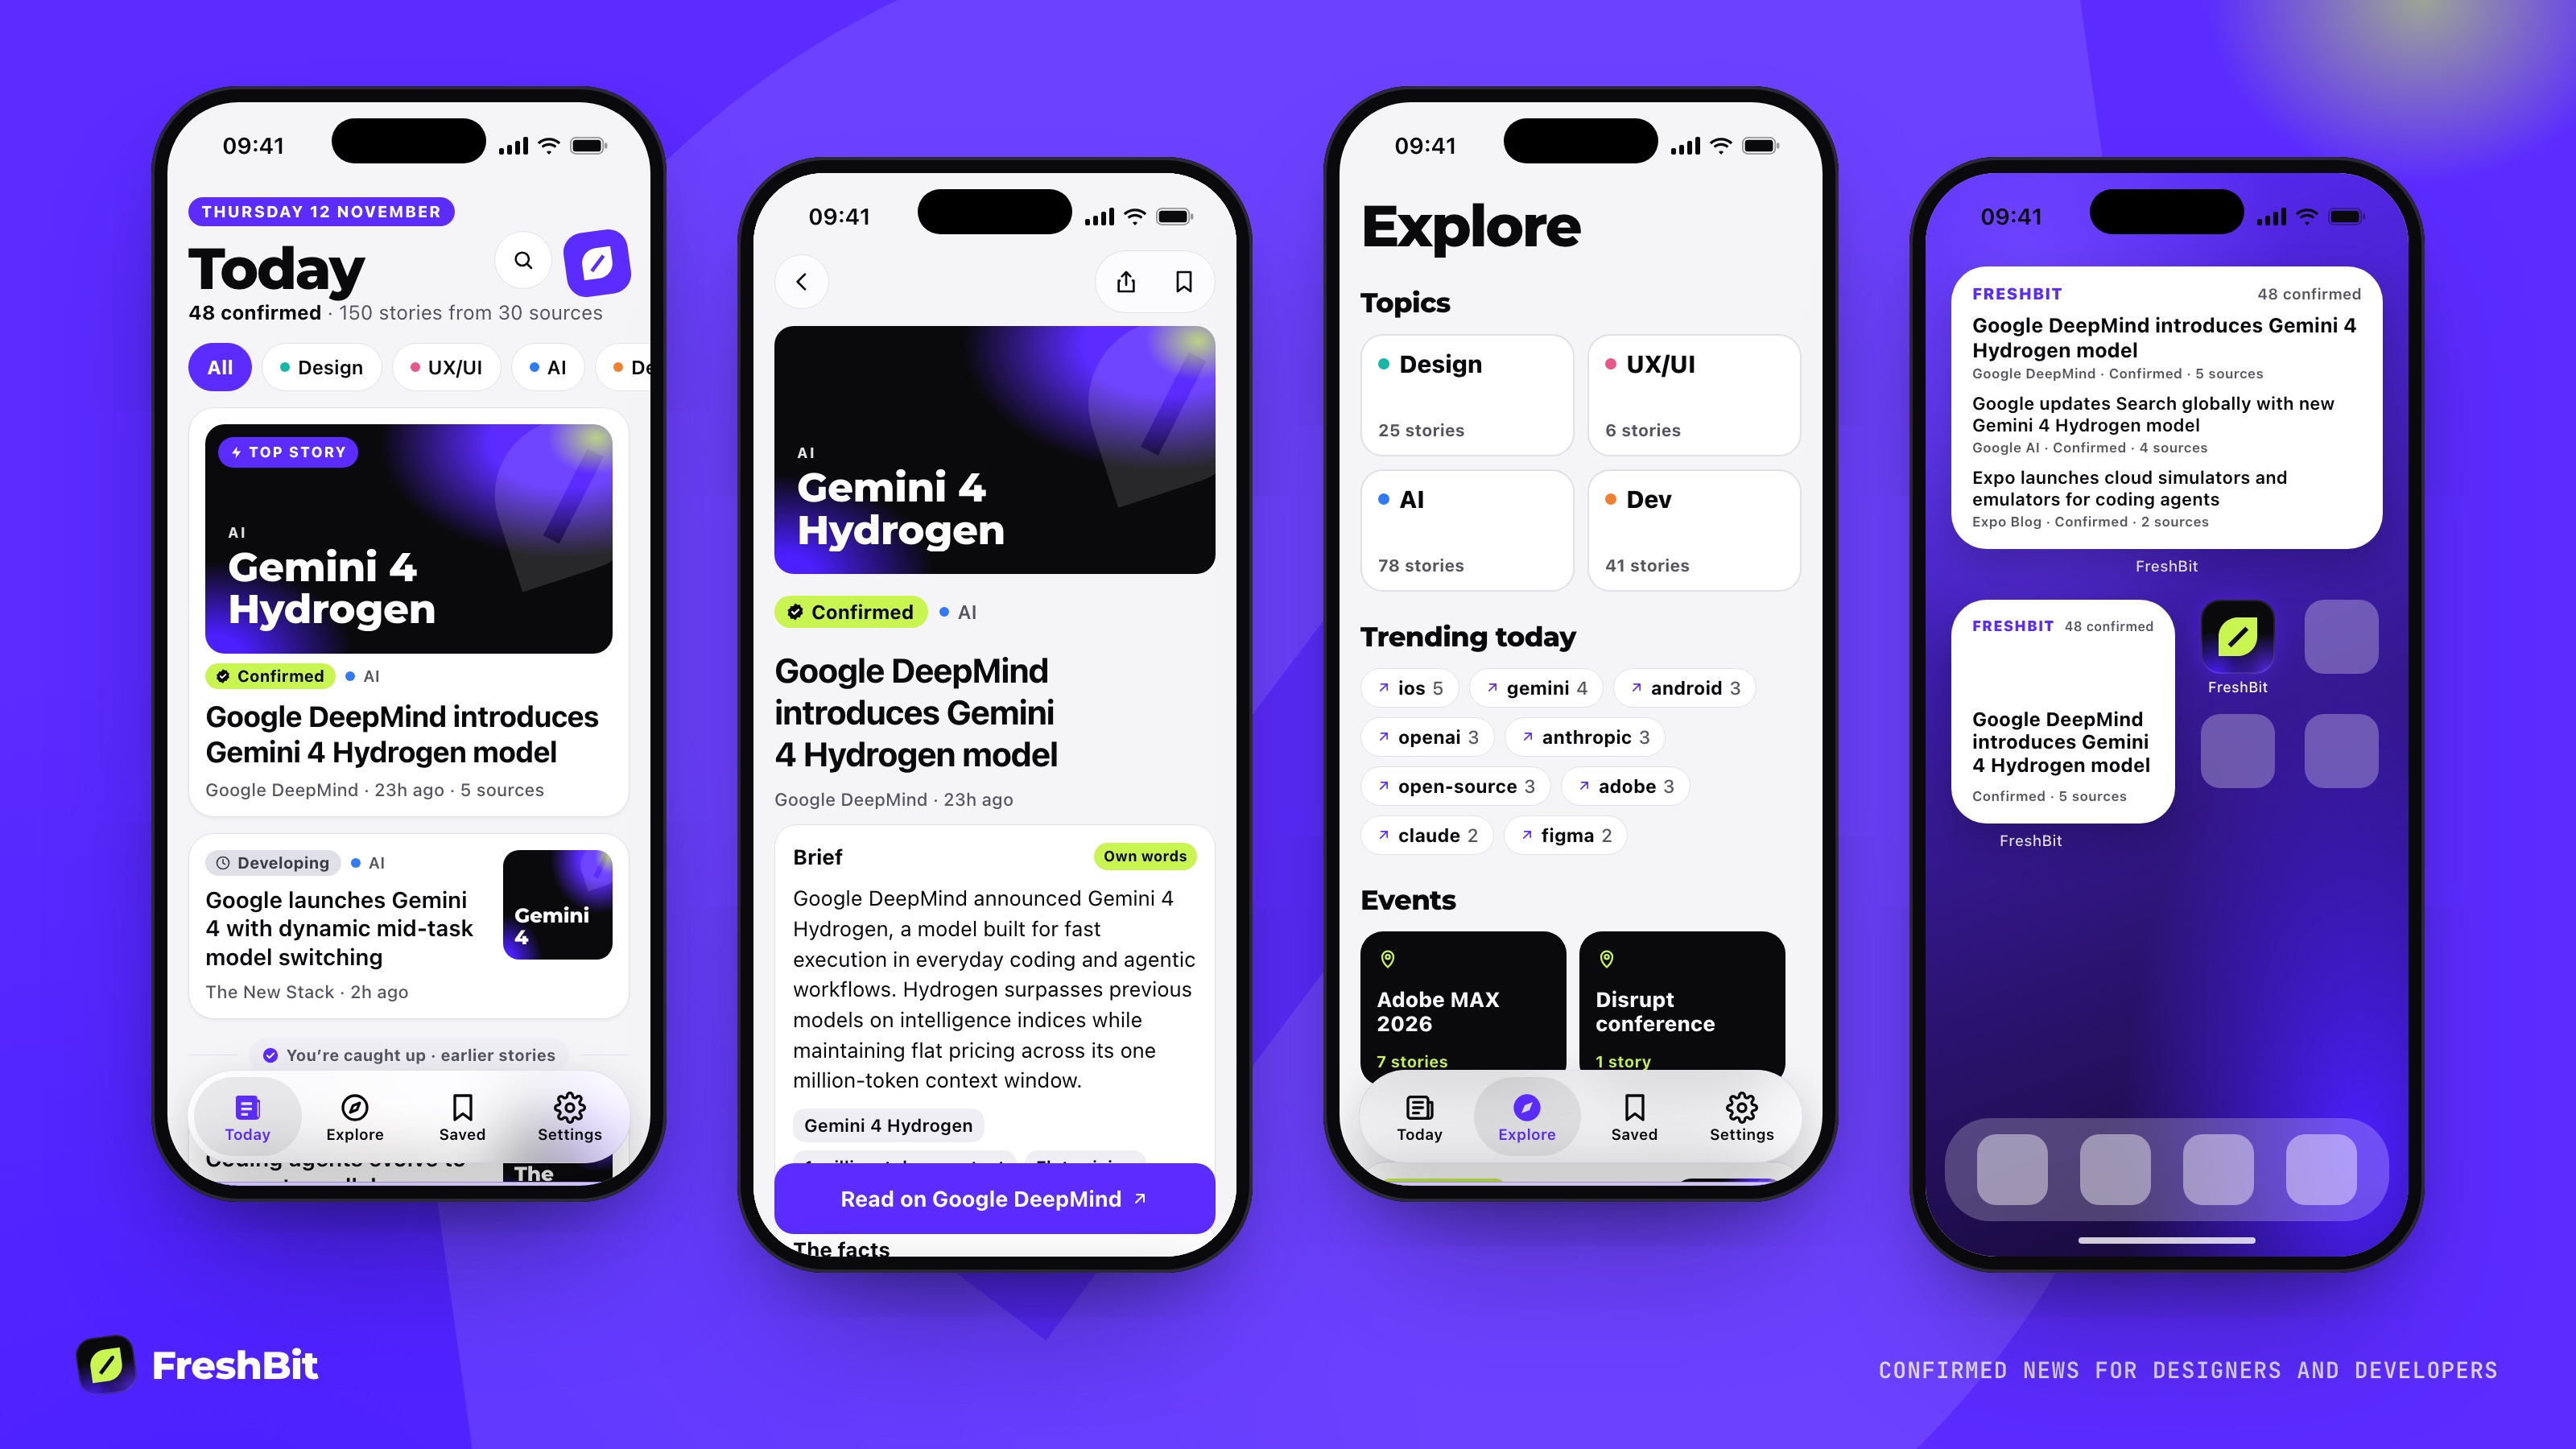 09:41
THURSDAY 12 NOVEMBER
Today
48 confirmed · 150 stories from 30 sources
All
Design
UX/UI
AI
De
TOP STORY
AI
Gemini 4
Hydrogen
Confirmed
AI
Google DeepMind introduces
Gemini 4 Hydrogen model
Google DeepMind · 23h ago · 5 sources
Developing
AI
Google launches Gemini
4 with dynamic mid-task
model switching
The New Stack · 2h ago
Gemini
4
You’re caught up · earlier stories
Today
Explore
Saved
Settings
Coding agents evolve to
The
09:41
AI
Gemini 4
Hydrogen
Confirmed
AI
Google DeepMind
introduces Gemini
4 Hydrogen model
Google DeepMind · 23h ago
Brief
Own words
Google DeepMind announced Gemini 4
Hydrogen, a model built for fast
execution in everyday coding and agentic
workflows. Hydrogen surpasses previous
models on intelligence indices while
maintaining flat pricing across its one
million-token context window.
Gemini 4 Hydrogen
Read on Google DeepMind
The facts
09:41
Explore
Topics
Design
25 stories
UX/UI
6 stories
AI
78 stories
Dev
41 stories
Trending today
ios 5
gemini 4
android 3
openai 3
anthropic 3
open-source 3
adobe 3
claude 2
figma 2
Events
Adobe MAX
2026
7 stories
Disrupt
conference
1 story
Today
Explore
Saved
Settings
09:41
FRESHBIT
48 confirmed
Google DeepMind introduces Gemini 4
Hydrogen model
Google DeepMind · Confirmed · 5 sources
Google updates Search globally with new
Gemini 4 Hydrogen model
Google AI · Confirmed · 4 sources
Expo launches cloud simulators and
emulators for coding agents
Expo Blog · Confirmed · 2 sources
FreshBit
FRESHBIT
48 confirmed
Google DeepMind
introduces Gemini
4 Hydrogen model
Confirmed · 5 sources
FreshBit
FreshBit
FreshBit
CONFIRMED NEWS FOR DESIGNERS AND DEVELOPERS